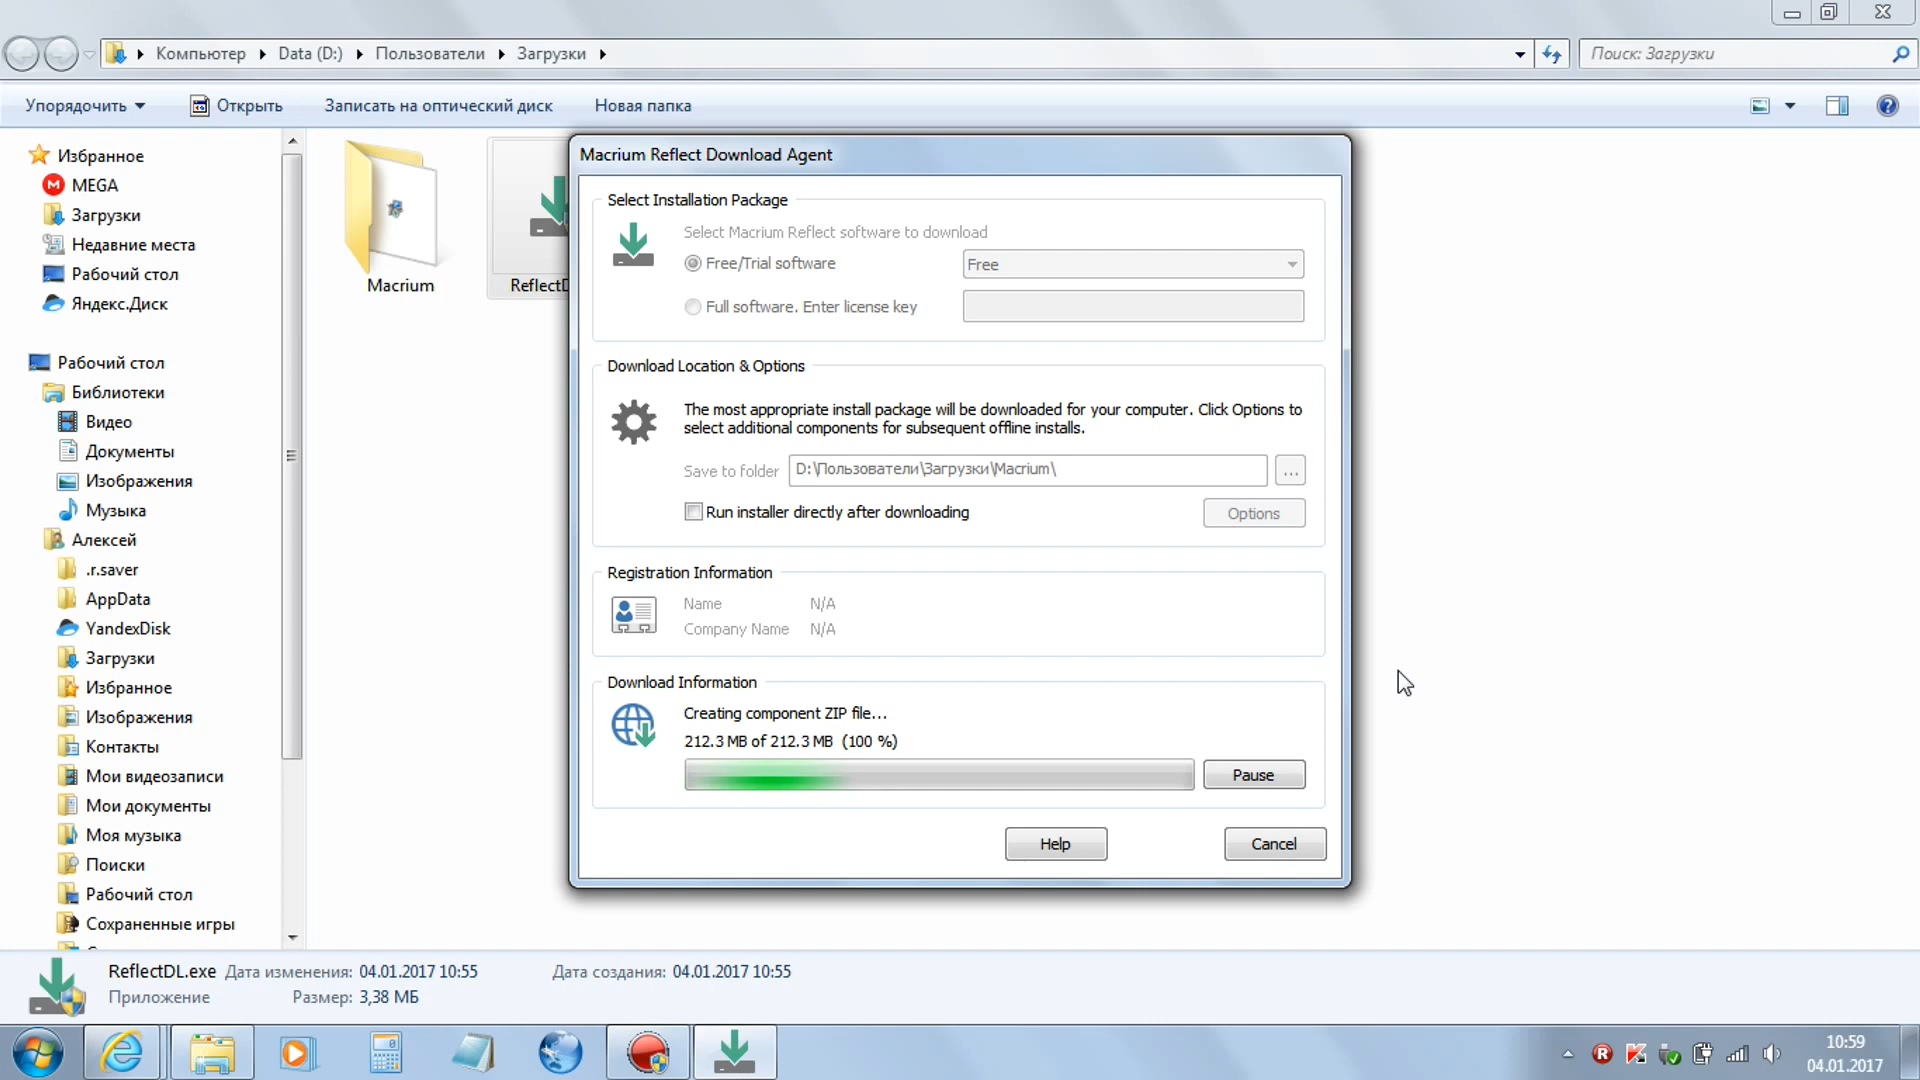 Компьютер
Data (D:)
Пользователи
Загрузки
Поиск: Загрузки
Упорядочить
Открыть
Записать на оптический диск
Новая папка
Избранное
MEGA
Загрузки
Недавние места
Рабочий стол
Яндекс.Диск
Рабочий стол
Библиотеки
Видео
Документы
Изображения
Музыка
Алексей
.r.saver
AppData
YandexDisk
Загрузки
Избранное
Изображения
Контакты
Мои видеозаписи
Мои документы
Моя музыка
Поиски
Рабочий стол
Сохраненные игры
Macrium
ReflectD
Macrium Reflect Download Agent
Select Installation Package
Select Macrium Reflect software to download
Free/Trial software
Free
Full software. Enter license key
Download Location & Options
The most appropriate install package will be downloaded for your computer. Click Options to
select additional components for subsequent offline installs.
Save to folder
D:\Пользователи\Загрузки\Macrium\
...
Run installer directly after downloading
Options
Registration Information
Name N/A
Company Name N/A
Download Information
Creating component ZIP file...
212.3 MB of 212.3 MB (100 %)
Pause
Help
Cancel
ReflectDL.exe Дата изменения: 04.01.2017 10:55 Дата создания: 04.01.2017 10:55
Приложение Размер: 3,38 МБ
10:59
04.01.2017